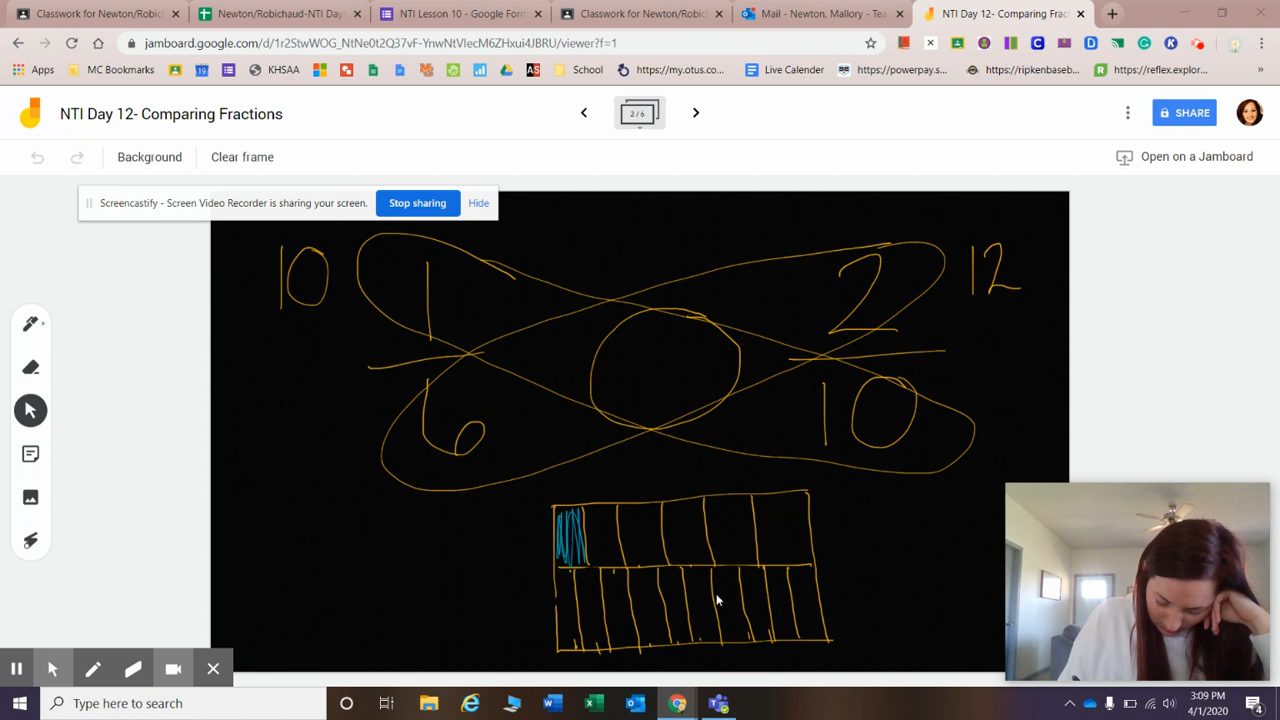 Classwork for Newton/Robich
Newton/Robichaud-NTI Days
NTI Lesson 10 - Google Form
Classwork for Newton/Robich
Mail - Newton, Mallory - Tea
NTI Day 12- Comparing Frac
jamboard.google.com/d/1r2StwWOG_NtNe0t2Q37vF-YnwNtVIecM6ZHxui4JBRU/viewer?f=1
Apps
MC Bookmarks
KHSAA
School
https://my.otus.co...
Live Calender
https://powerpay.s...
https://ripkenbaseb...
https://reflex.explor...
NTI Day 12- Comparing Fractions
2 / 6
SHARE
Background
Clear frame
Open on a Jamboard
Screencastify - Screen Video Recorder is sharing your screen.
Stop sharing
Hide
10 1 2 12
6 10
Type here to search
3:09 PM
4/1/2020